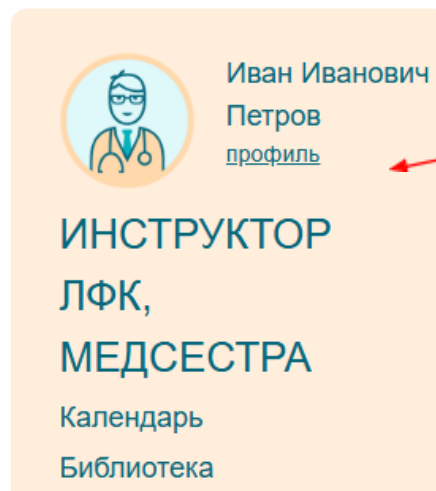 Иван Иванович
Петров
профиль
ИНСТРУКТОР
ЛФК,
МЕДСЕСТРА
Календарь
Библиотека